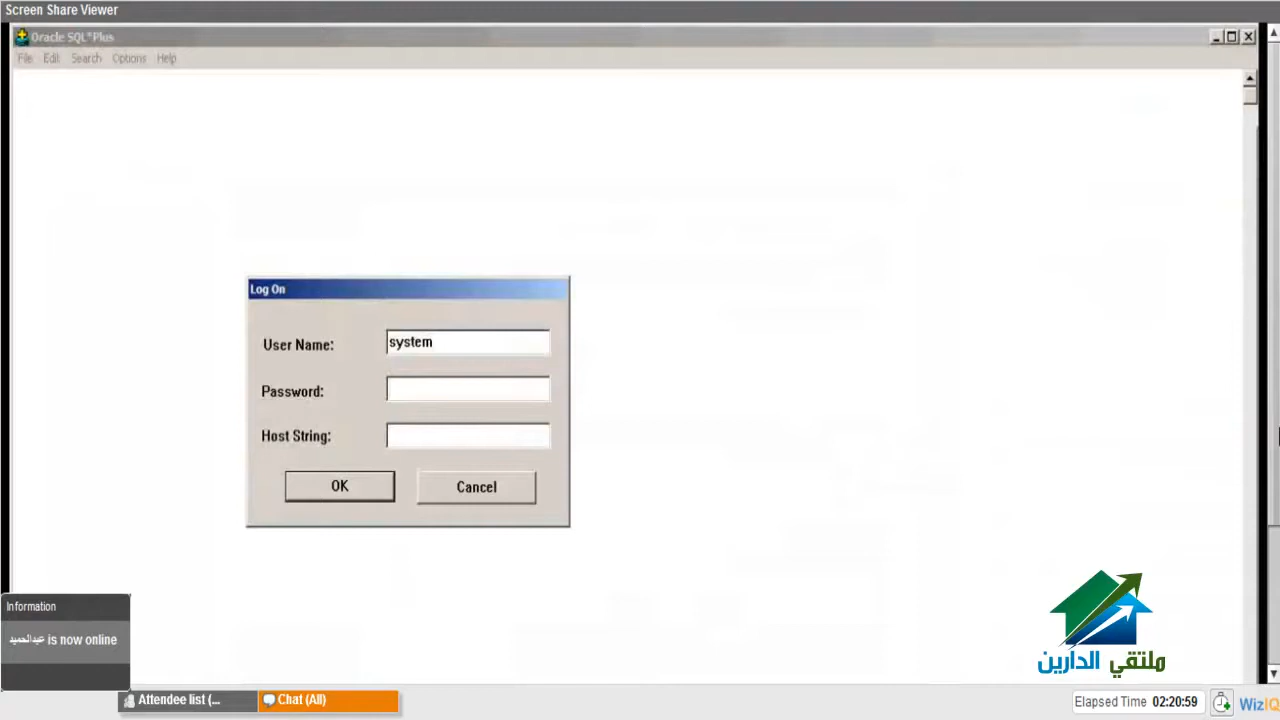 Screen Share Viewer
Oracle SQL*Plus
File Edit Search Options Help
Log On
User Name: system
Password:
Host String:
OK Cancel
Information
عبدالحميد is now online
ملتقي الدارين
Attendee list (... Chat (All)
Elapsed Time 02:20:59 WizIQ